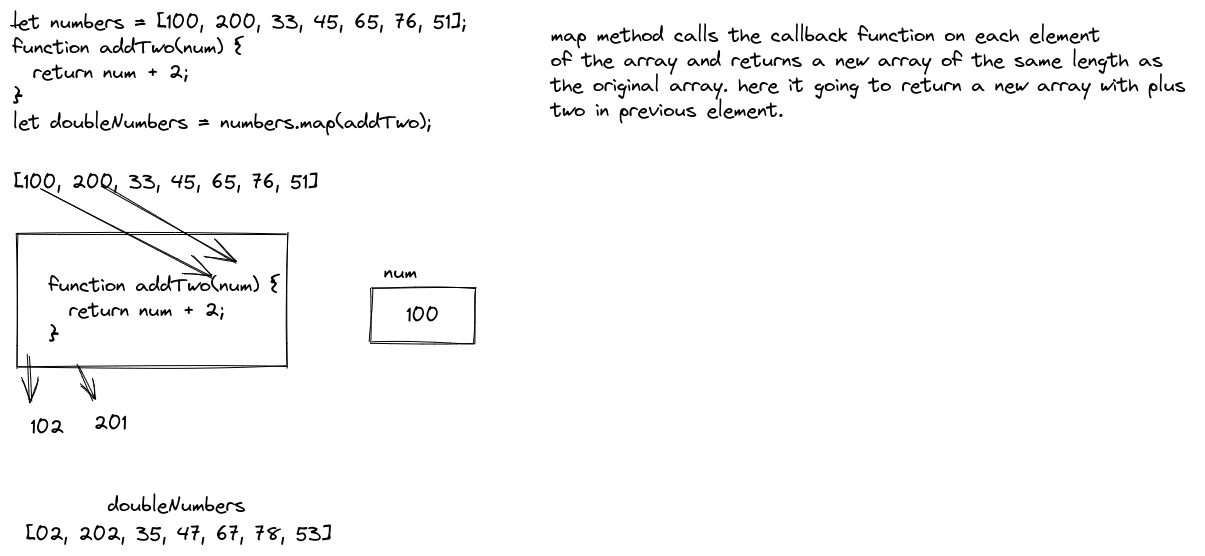 let numbers = [100, 200, 33, 45, 65, 76, 51];
function addTwo(num) {
return num + 2;
}
let doubleNumbers = numbers.map(addTwo);
map method calls the callback function on each element
of the array and returns a new array of the same length as
the original array. here it going to return a new array with plus
two in previous element.
[100, 200, 33, 45, 65, 76, 51]
function addTwo(num) {
return num + 2;
}
num
100
102
201
doubleNumbers
[02, 202, 35, 47, 67, 78, 53]